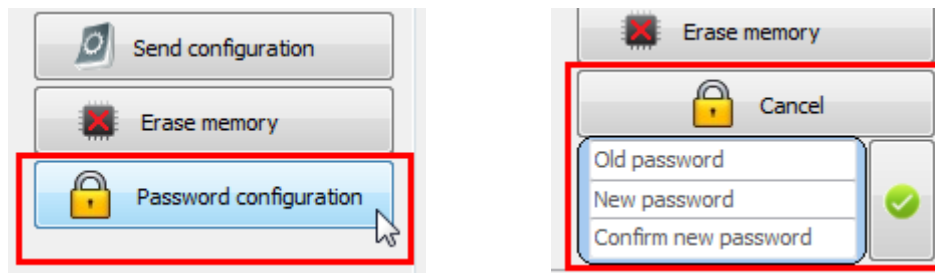 Send configuration
Erase memory
Password configuration
Erase memory
Cancel
Old password
New password
Confirm new password